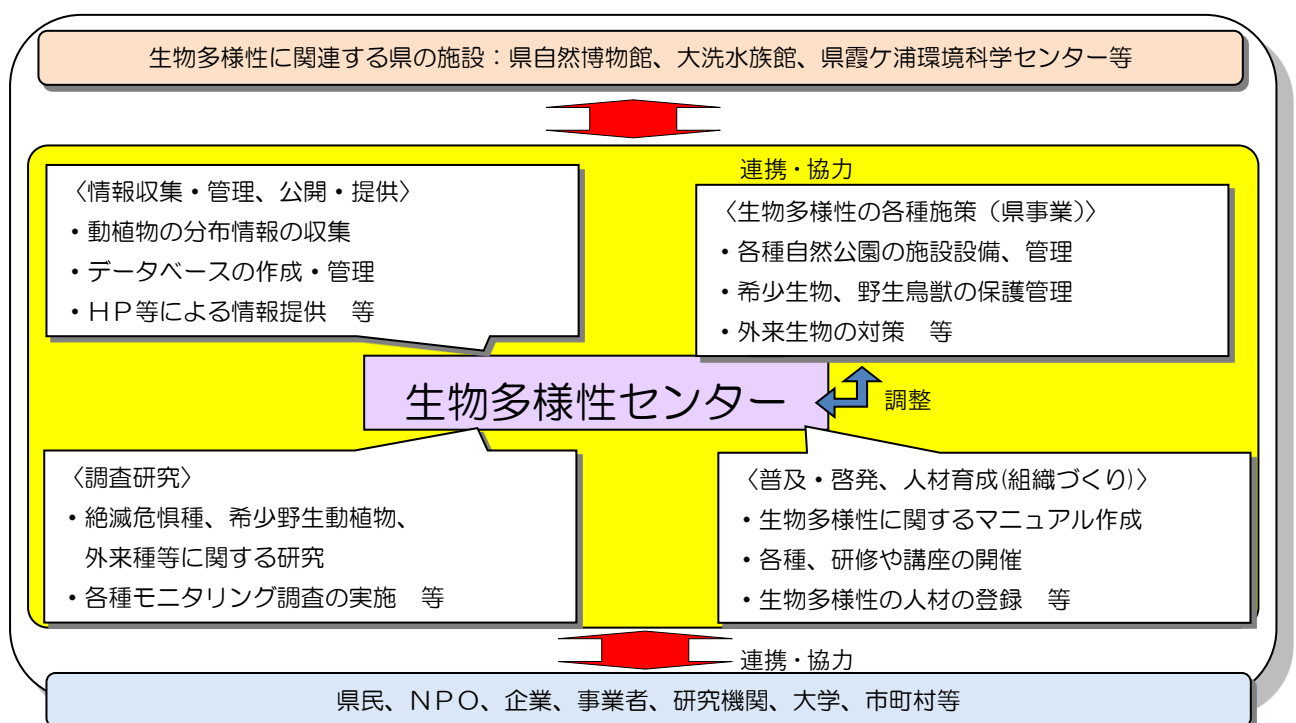 生物多様性に関連する県の施設：県自然博物館、大洗水族館、県霞ケ浦環境科学センター等
連携・協力
〈情報収集・管理、公開・提供〉
・動植物の分布情報の収集
・データベースの作成・管理
・ＨＰ等による情報提供　等
〈生物多様性の各種施策（県事業）〉
・各種自然公園の施設設備、管理
・希少生物、野生鳥獣の保護管理
・外来生物の対策　等
生物多様性センター
調整
〈調査研究〉
・絶滅危惧種、希少野生動植物、
外来種等に関する研究
・各種モニタリング調査の実施　等
〈普及・啓発、人材育成(組織づくり)〉
・生物多様性に関するマニュアル作成
・各種、研修や講座の開催
・生物多様性の人材の登録　等
連携・協力
県民、ＮＰＯ、企業、事業者、研究機関、大学、市町村等